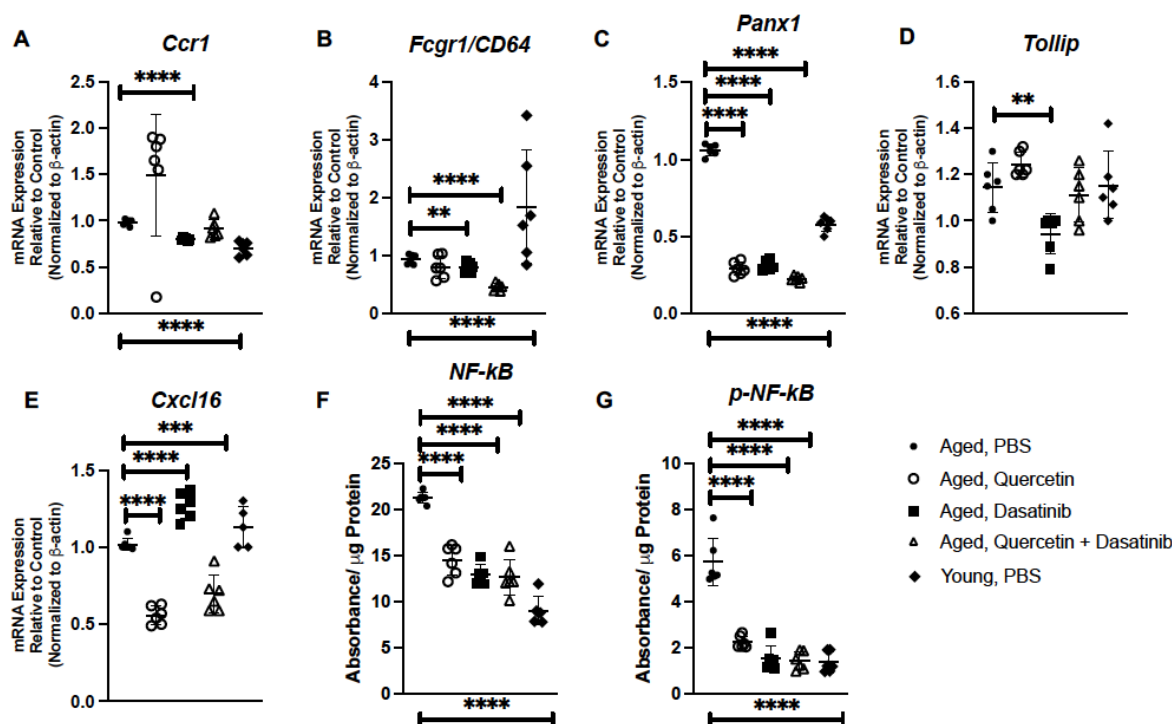 A
Ccr1
mRNA Expression
Relative to Control
(Normalized to β-actin)
2.5
2.0
1.5
1.0
0.5
0.0
****
****
B
Fcgr1/CD64
mRNA Expression
Relative to Control
(Normalized to β-actin)
4
3
2
1
0
****
**
****
C
Panx1
mRNA Expression
Relative to Control
(Normalized to β-actin)
1.5
1.0
0.5
0.0
****
****
****
****
D
Tollip
mRNA Expression
Relative to Control
(Normalized to β-actin)
1.6
1.4
1.2
1.0
0.8
0.6
**
E
Cxcl16
mRNA Expression
Relative to Control
(Normalized to β-actin)
1.5
1.0
0.5
0.0
***
****
****
F
NF-kB
Absorbance/ µg Protein
25
20
15
10
5
0
****
****
****
****
G
p-NF-kB
Absorbance/ µg Protein
10
8
6
4
2
0
****
****
****
****
Aged, PBS
Aged, Quercetin
Aged, Dasatinib
Aged, Quercetin + Dasatinib
Young, PBS